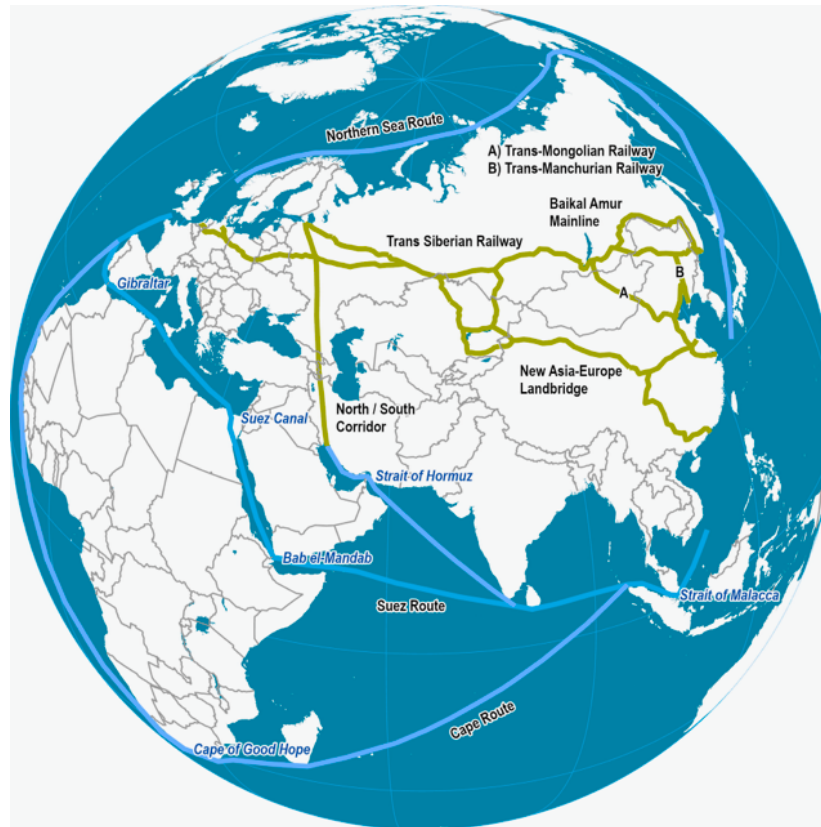 Northern Sea Route
A) Trans-Mongolian Railway
B) Trans-Manchurian Railway
Baikal Amur
Mainline
Trans Siberian Railway
B
A
Gibraltar
New Asia-Europe
Landbridge
North / South
Corridor
Suez Canal
Strait of Hormuz
Bab el-Mandab
Suez Route
Strait of Malacca
Cape Route
Cape of Good Hope